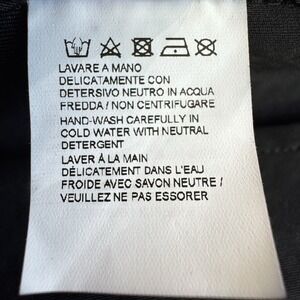 LAVARE A MANO
DELICATAMENTE CON
DETERSIVO NEUTRO IN ACQUA
FREDDA / NON CENTRIFUGARE
HAND-WASH CAREFULLY IN
COLD WATER WITH NEUTRAL
DETERGENT
LAVER À LA MAIN
DÉLICATEMENT DANS L'EAU
FROIDE AVEC SAVON NEUTRE /
VEUILLEZ NE PAS ESSORER